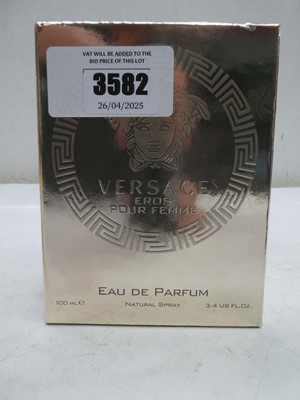 VAT WILL BE ADDED TO THE
BID PRICE OF THIS LOT
3582
26/04/2025
VERSACE
EROS
POUR FEMME
EAU DE PARFUM
100 ML ℮ NATURAL SPRAY 3.4 US FL.OZ.